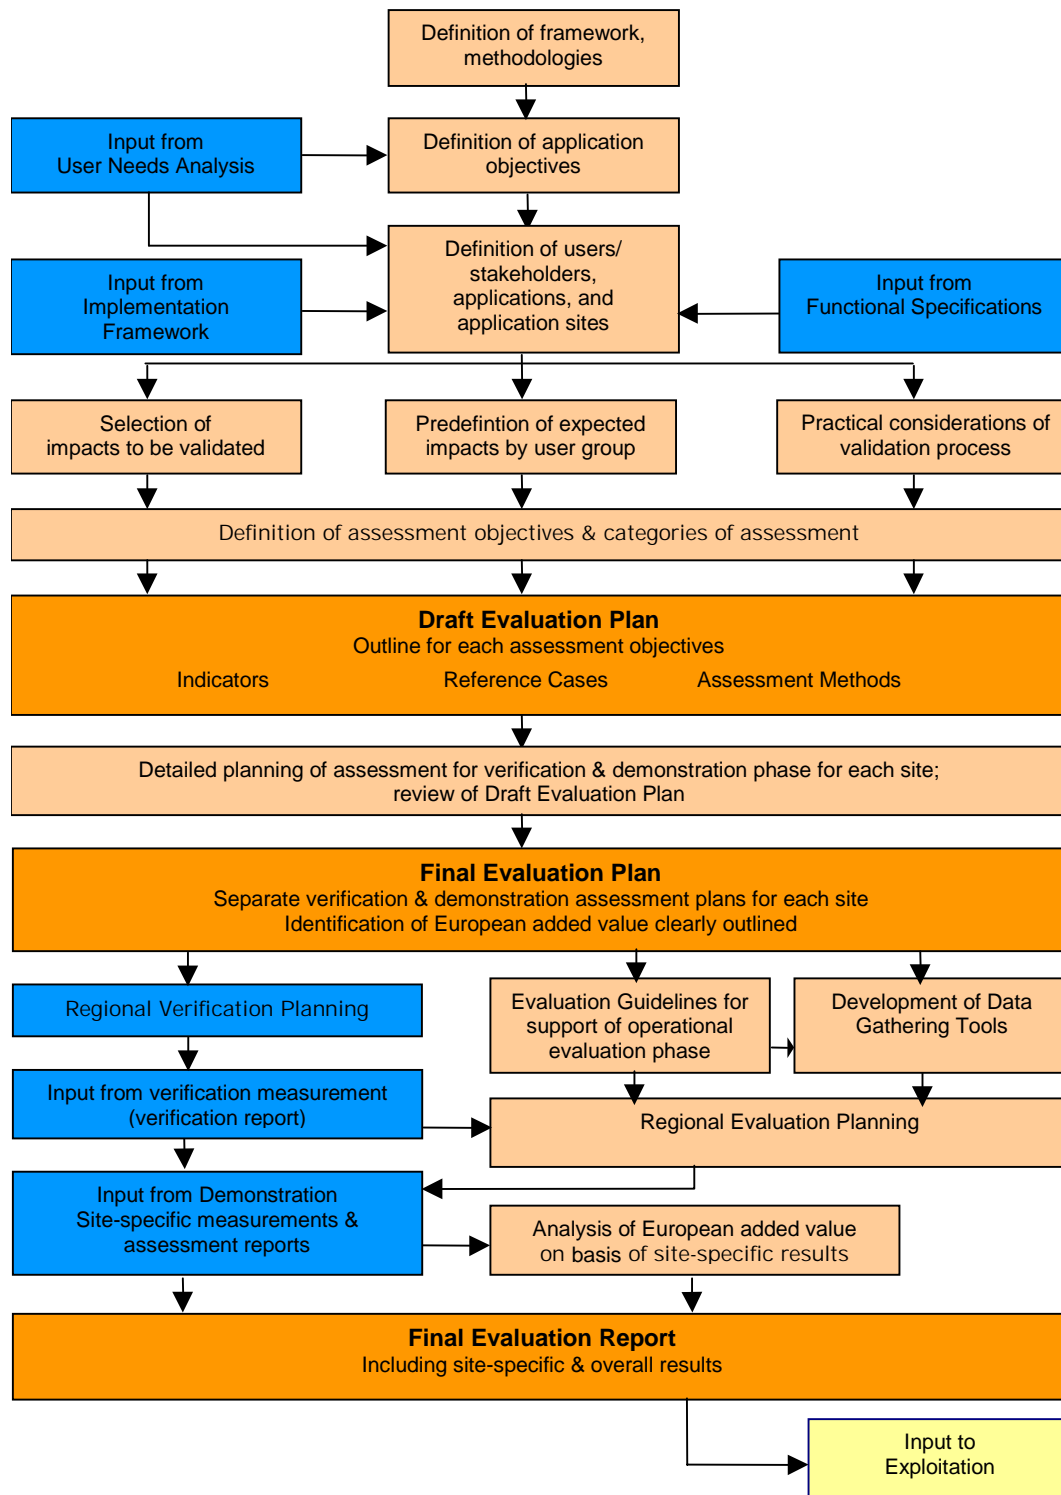 Definition of framework,
methodologies
Input from
User Needs Analysis
Definition of application
objectives
Definition of users/
stakeholders,
applications, and
application sites
Input from
Implementation
Framework
Input from
Functional Specifications
Selection of
impacts to be validated
Predefintion of expected
impacts by user group
Practical considerations of
validation process
Definition of assessment objectives & categories of assessment
Draft Evaluation Plan
Outline for each assessment objectives
Indicators Reference Cases Assessment Methods
Detailed planning of assessment for verification & demonstration phase for each site;
review of Draft Evaluation Plan
Final Evaluation Plan
Separate verification & demonstration assessment plans for each site
Identification of European added value clearly outlined
Regional Verification Planning
Evaluation Guidelines for
support of operational
evaluation phase
Development of Data
Gathering Tools
Input from verification measurement
(verification report)
Regional Evaluation Planning
Input from Demonstration
Site-specific measurements &
assessment reports
Analysis of European added value
on basis of site-specific results
Final Evaluation Report
Including site-specific & overall results
Input to
Exploitation